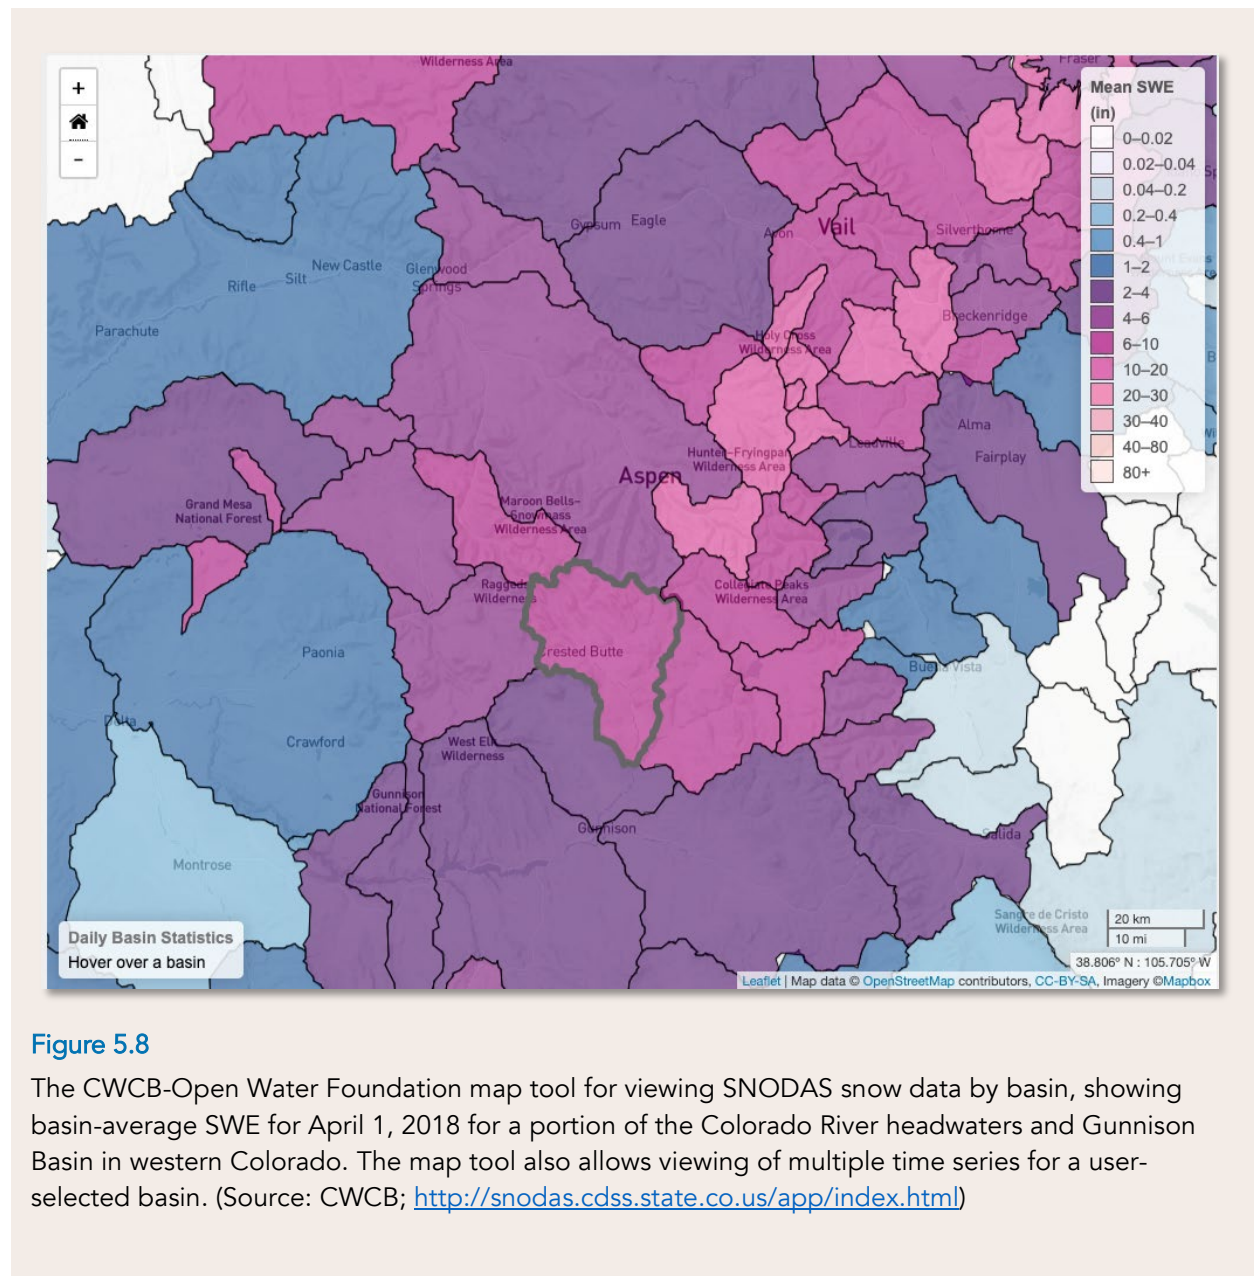 Wilderness Area
Fraser
+
−
Mean SWE
(in)
0–0.02
0.02–0.04
0.04–0.2
0.2–0.4
0.4–1
1–2
2–4
4–6
6–10
10–20
20–30
30–40
40–80
80+
Gypsum
Eagle
Avon
Vail
Silverthorne
New Castle
Glenwood
Springs
Silt
Rifle
Parachute
Breckenridge
Holy Cross
Wilderness Area
Alma
Leadville
Fairplay
Hunter–Fryingpan
Wilderness Area
Aspen
Maroon Bells–
Snowmass
Wilderness Area
Grand Mesa
National Forest
Raggeds
Wilderness
Collegiate Peaks
Wilderness Area
Crested Butte
Paonia
Buena Vista
Delta
Crawford
West Elk
Wilderness
Gunnison
National Forest
Gunnison
Salida
Montrose
Sangre de Cristo
Wilderness Area
20 km
10 mi
Daily Basin Statistics
Hover over a basin
38.806° N : 105.705° W
Leaflet | Map data © OpenStreetMap contributors, CC-BY-SA, Imagery ©Mapbox
Figure 5.8
The CWCB-Open Water Foundation map tool for viewing SNODAS snow data by basin, showing
basin-average SWE for April 1, 2018 for a portion of the Colorado River headwaters and Gunnison
Basin in western Colorado. The map tool also allows viewing of multiple time series for a user-
selected basin. (Source: CWCB; http://snodas.cdss.state.co.us/app/index.html)